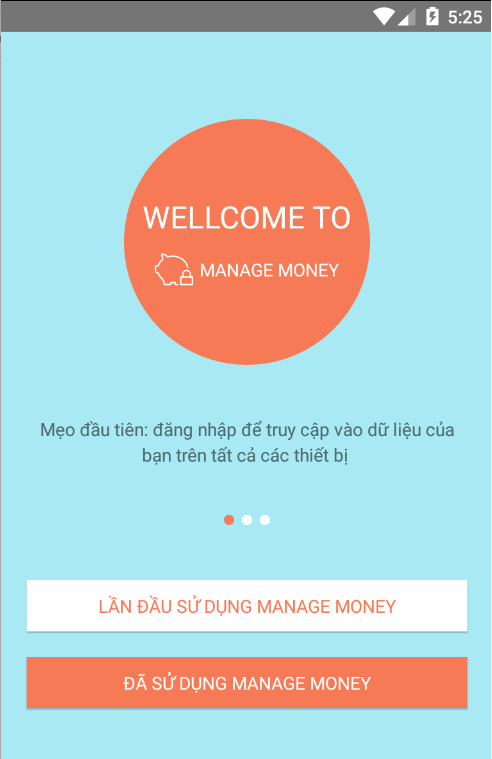 5:25
WELLCOME TO
MANAGE MONEY
Mẹo đầu tiên: đăng nhập để truy cập vào dữ liệu của
bạn trên tất cả các thiết bị
LẦN ĐẦU SỬ DỤNG MANAGE MONEY
ĐÃ SỬ DỤNG MANAGE MONEY